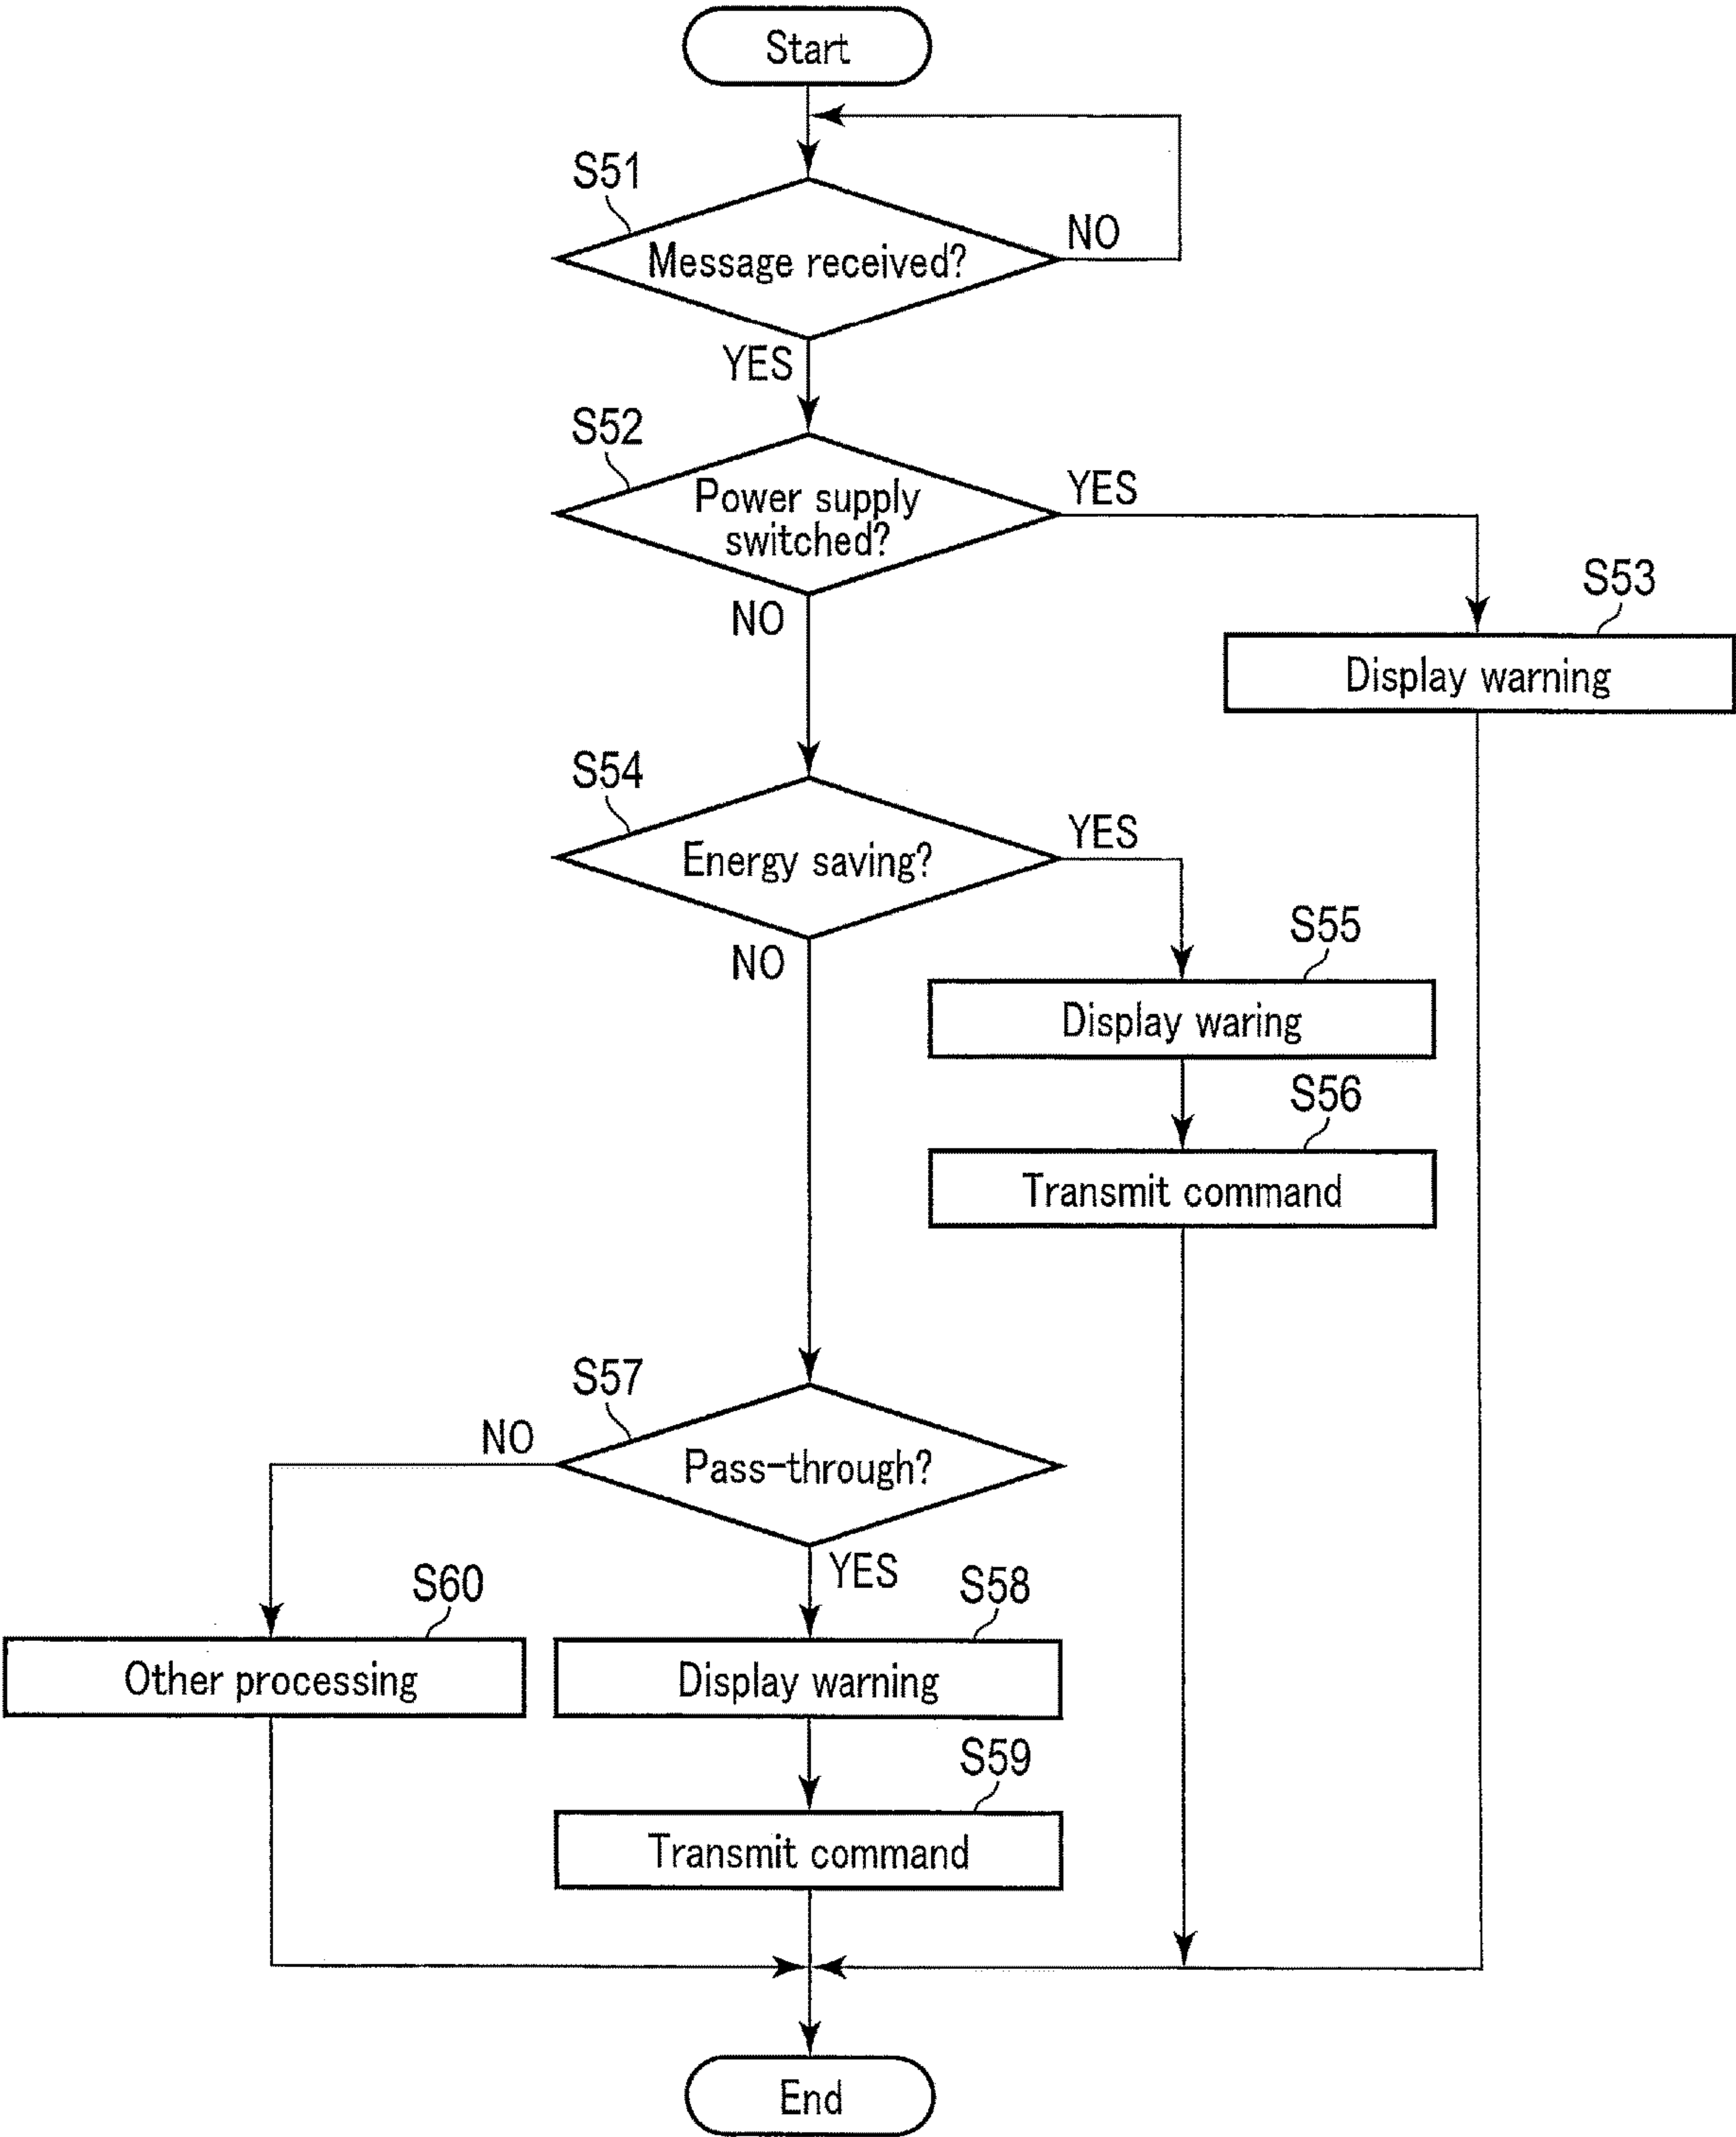 Start
S51
Message received?
NO
YES
S52
Power supply
switched?
YES
NO
S53
Display warning
S54
Energy saving?
YES
NO
S55
Display waring
S56
Transmit command
S57
Pass-through?
NO
YES
S60
Other processing
S58
Display warning
S59
Transmit command
End